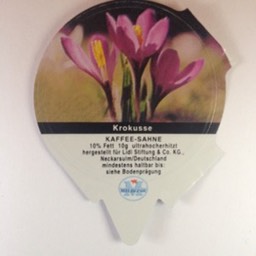 Krokusse
KAFFEE-SAHNE
10% Fett 10g ultrahocherhitzt
hergestellt für Lidl Stiftung & Co. KG.,
Neckarsulm/Deutschland
mindestens haltbar bis:
siehe Bodenprägung